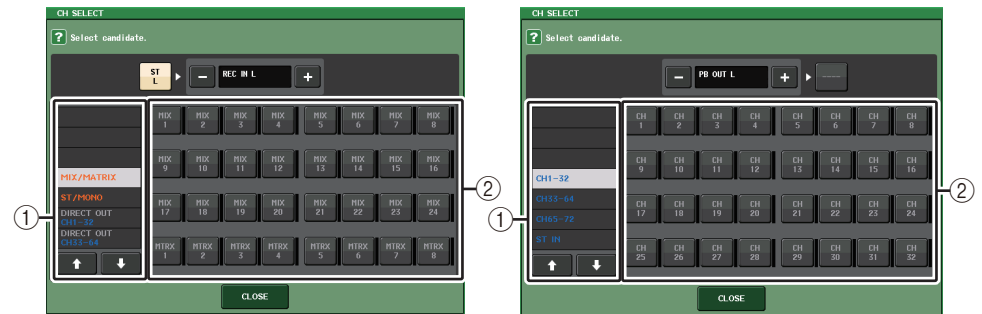 CH SELECT
? Select candidate.
ST L
− REC IN L +
MIX 1 MIX 2 MIX 3 MIX 4 MIX 5 MIX 6 MIX 7 MIX 8
MIX 9 MIX 10 MIX 11 MIX 12 MIX 13 MIX 14 MIX 15 MIX 16
MIX/MATRIX
ST/MONO
MIX 17 MIX 18 MIX 19 MIX 20 MIX 21 MIX 22 MIX 23 MIX 24
DIRECT OUT
CH1-32
DIRECT OUT
CH33-64
MTRX 1 MTRX 2 MTRX 3 MTRX 4 MTRX 5 MTRX 6 MTRX 7 MTRX 8
1
2
CLOSE
CH SELECT
? Select candidate.
− PB OUT L +
----
CH 1 CH 2 CH 3 CH 4 CH 5 CH 6 CH 7 CH 8
CH 9 CH 10 CH 11 CH 12 CH 13 CH 14 CH 15 CH 16
CH1-32
CH33-64
CH 17 CH 18 CH 19 CH 20 CH 21 CH 22 CH 23 CH 24
CH65-72
ST IN
CH 25 CH 26 CH 27 CH 28 CH 29 CH 30 CH 31 CH 32
1
2
CLOSE